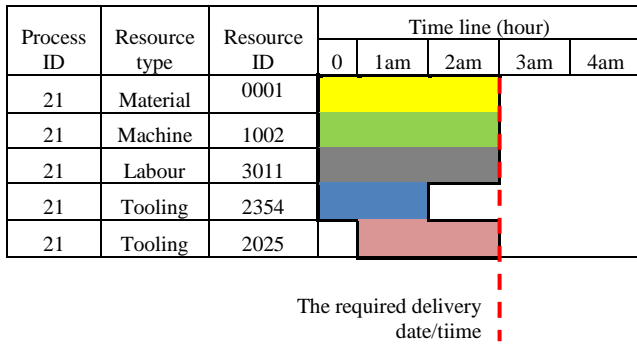 Process ID Resource type Resource ID Time line (hour)
0 1am 2am 3am 4am
21 Material 0001
21 Machine 1002
21 Labour 3011
21 Tooling 2354
21 Tooling 2025
The required delivery
date/tiime